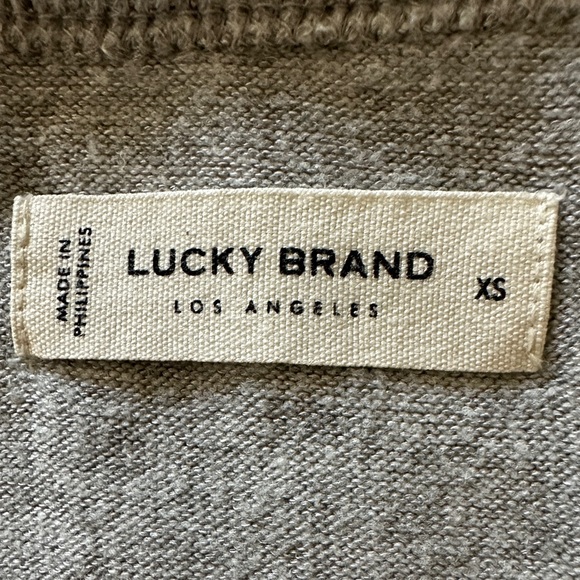 MADE IN
PHILIPPINES
LUCKY BRAND
LOS ANGELES
XS